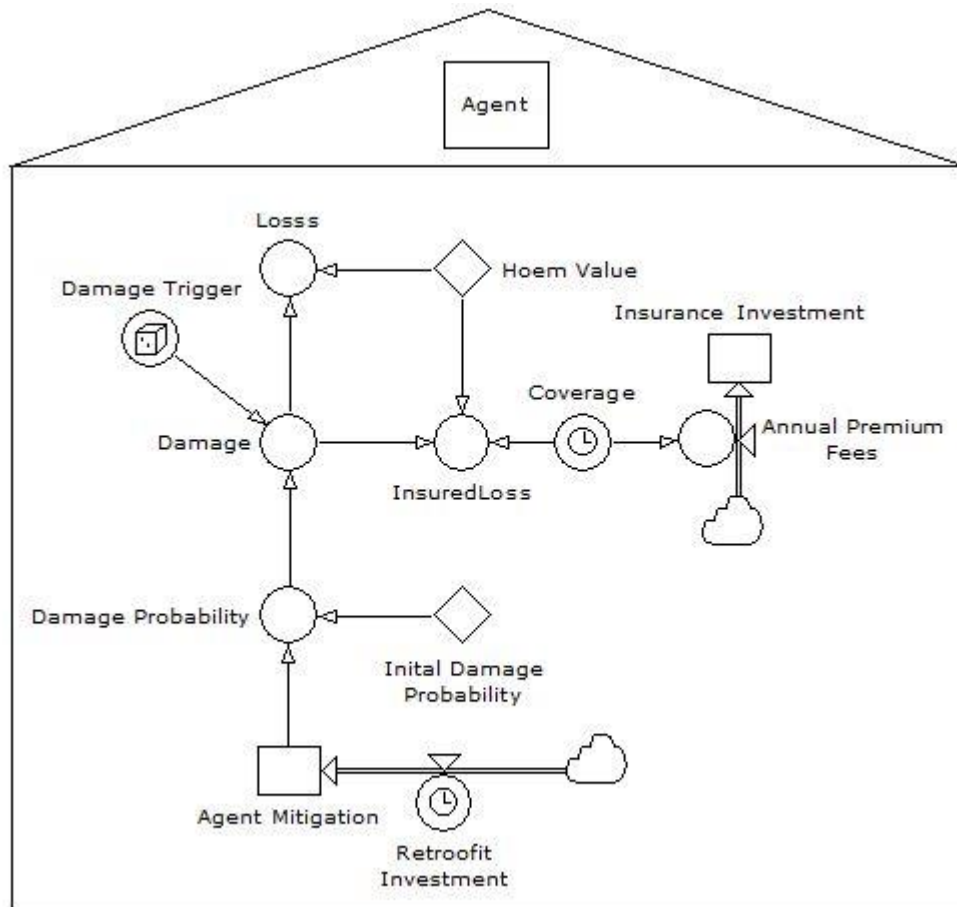 Agent
Losss
Hoem Value
Damage Trigger
Insurance Investment
Coverage
Damage
Annual Premium
Fees
InsuredLoss
Damage Probability
Inital Damage
Probability
Agent Mitigation
Retroofit
Investment